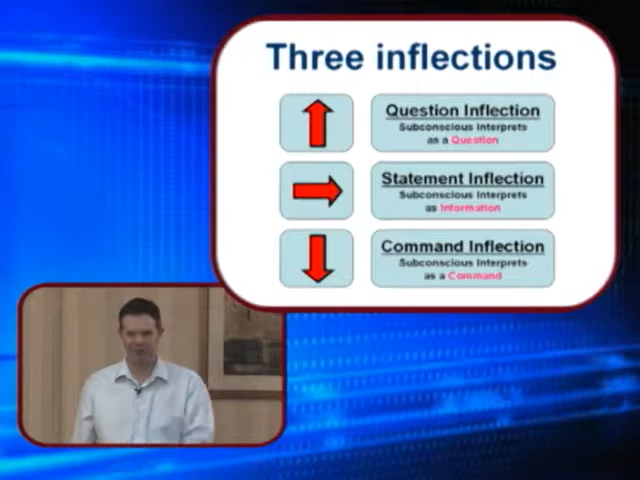 Three inflections
Question Inflection
Subconscious Interprets
as a Question
Statement Inflection
Subconscious Interprets
as Information
Command Inflection
Subconscious Interprets
as a Command